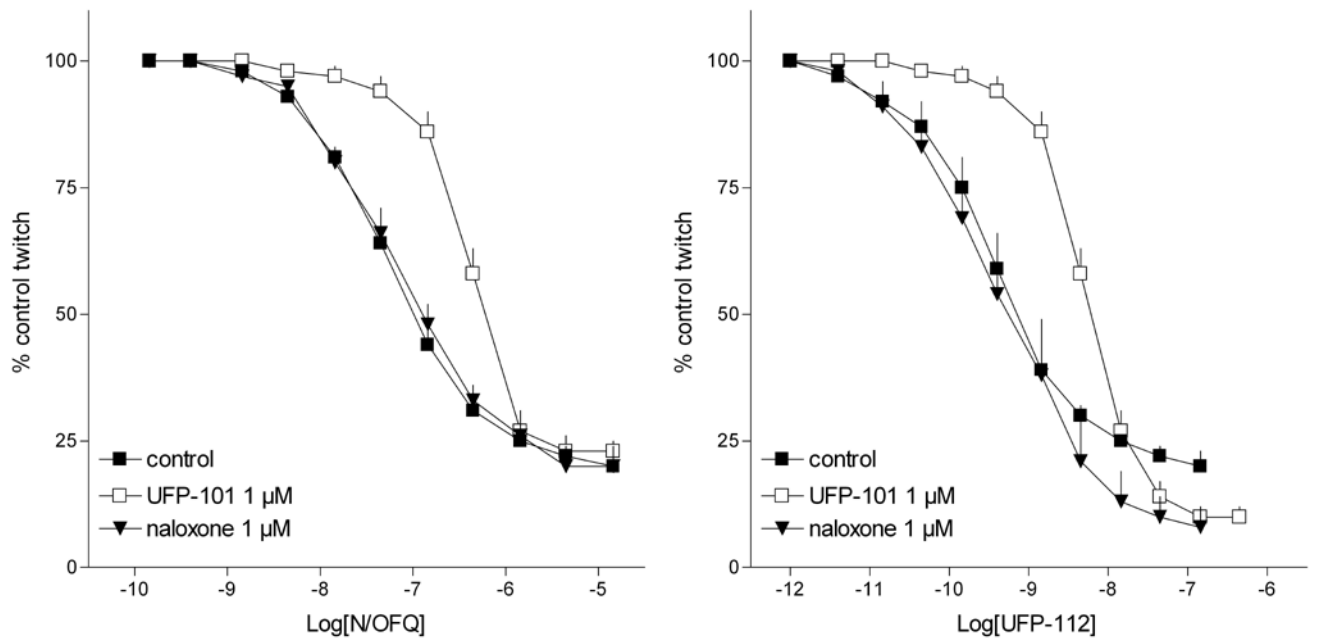 100
75
50
25
0
% control twitch
control
UFP-101 1 µM
naloxone 1 µM
-10 -9 -8 -7 -6 -5
Log[N/OFQ]
100
75
50
25
0
% control twitch
control
UFP-101 1 µM
naloxone 1 µM
-12 -11 -10 -9 -8 -7 -6
Log[UFP-112]